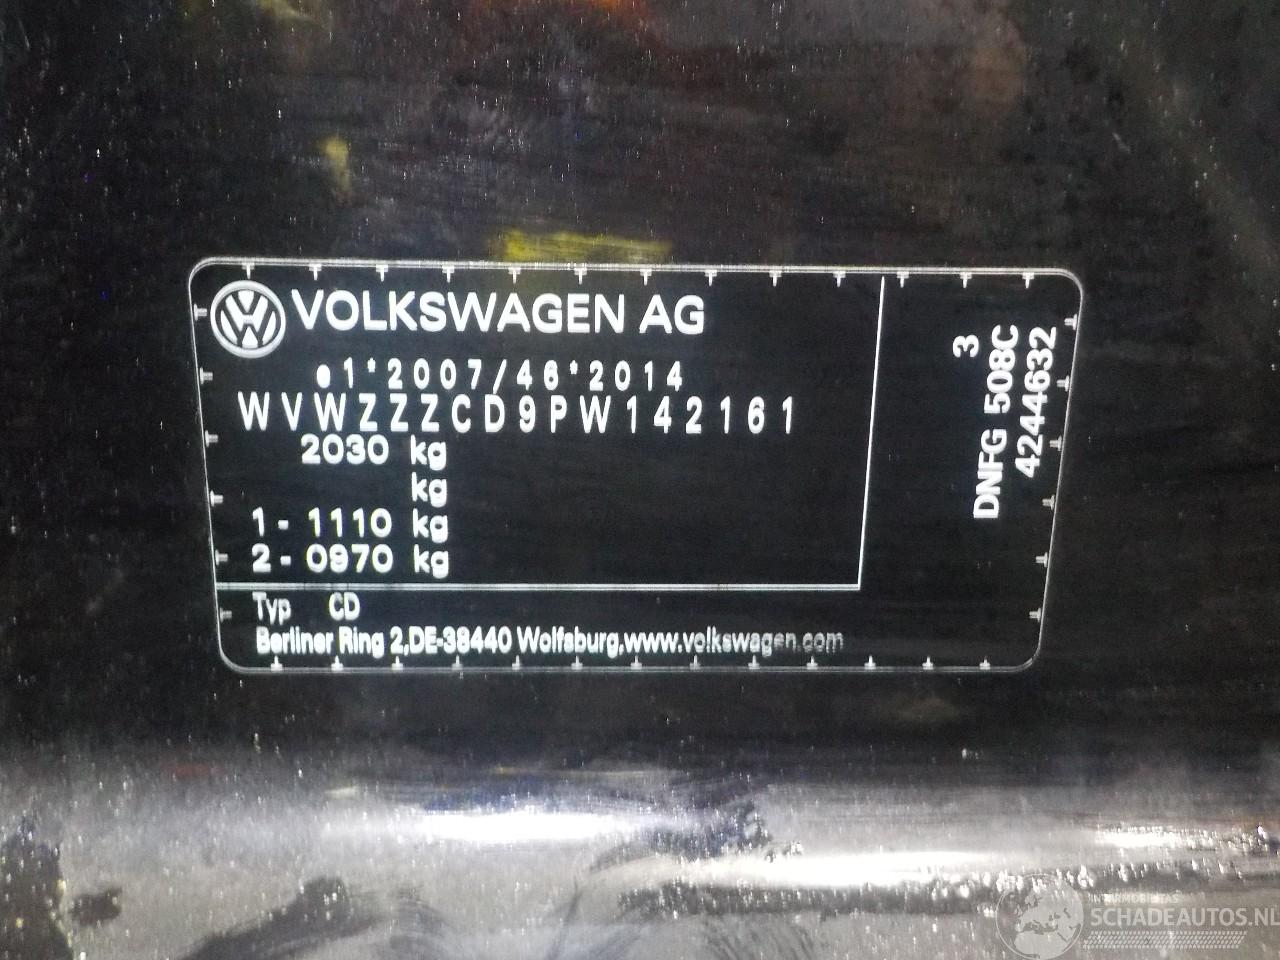 VOLKSWAGEN AG
e1*2007/46*2014
WVWZZZCD9PW142161
2030 kg
kg
1- 1110 kg
2- 0970 kg
Typ CD
Berliner Ring 2,DE-38440 Wolfsburg,www.volkswagen.com
3
DNFG 508C
4244632
INTERMOBIELTAS
SCHADEAUTOS.NL